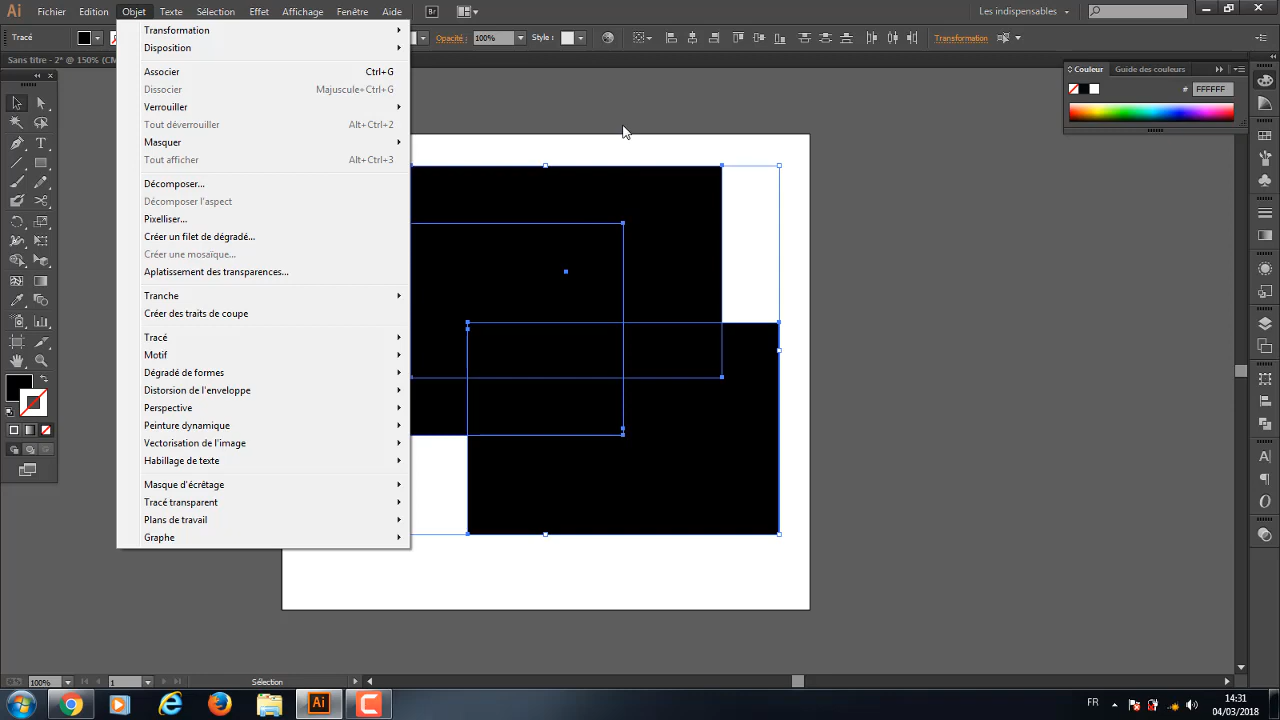 Ai Fichier Edition Objet Texte Sélection Effet Affichage Fenêtre Aide Br Les indispensables
Tracé Opacité: 100% Style: Transformation
Sans titre - 2* @ 150% (CM
Couleur Guide des couleurs
# FFFFFF
Transformation
Disposition
Associer Ctrl+G
Dissocier Majuscule+Ctrl+G
Verrouiller
Tout déverrouiller Alt+Ctrl+2
Masquer
Tout afficher Alt+Ctrl+3
Décomposer...
Décomposer l'aspect
Pixelliser...
Créer un filet de dégradé...
Créer une mosaïque...
Aplatissement des transparences...
Tranche
Créer des traits de coupe
Tracé
Motif
Dégradé de formes
Distorsion de l'enveloppe
Perspective
Peinture dynamique
Vectorisation de l'image
Habillage de texte
Masque d'écrêtage
Tracé transparent
Plans de travail
Graphe
100% 1 Sélection
Ai FR 14:31
04/03/2018